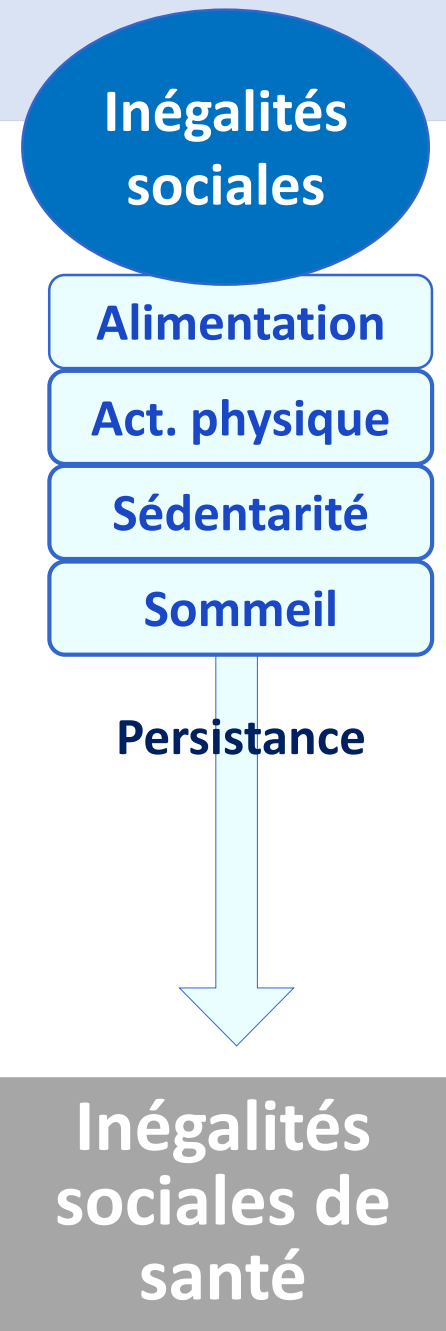 Inégalités
sociales
Alimentation
Act. physique
Sédentarité
Sommeil
Persistance
Inégalités
sociales de
santé